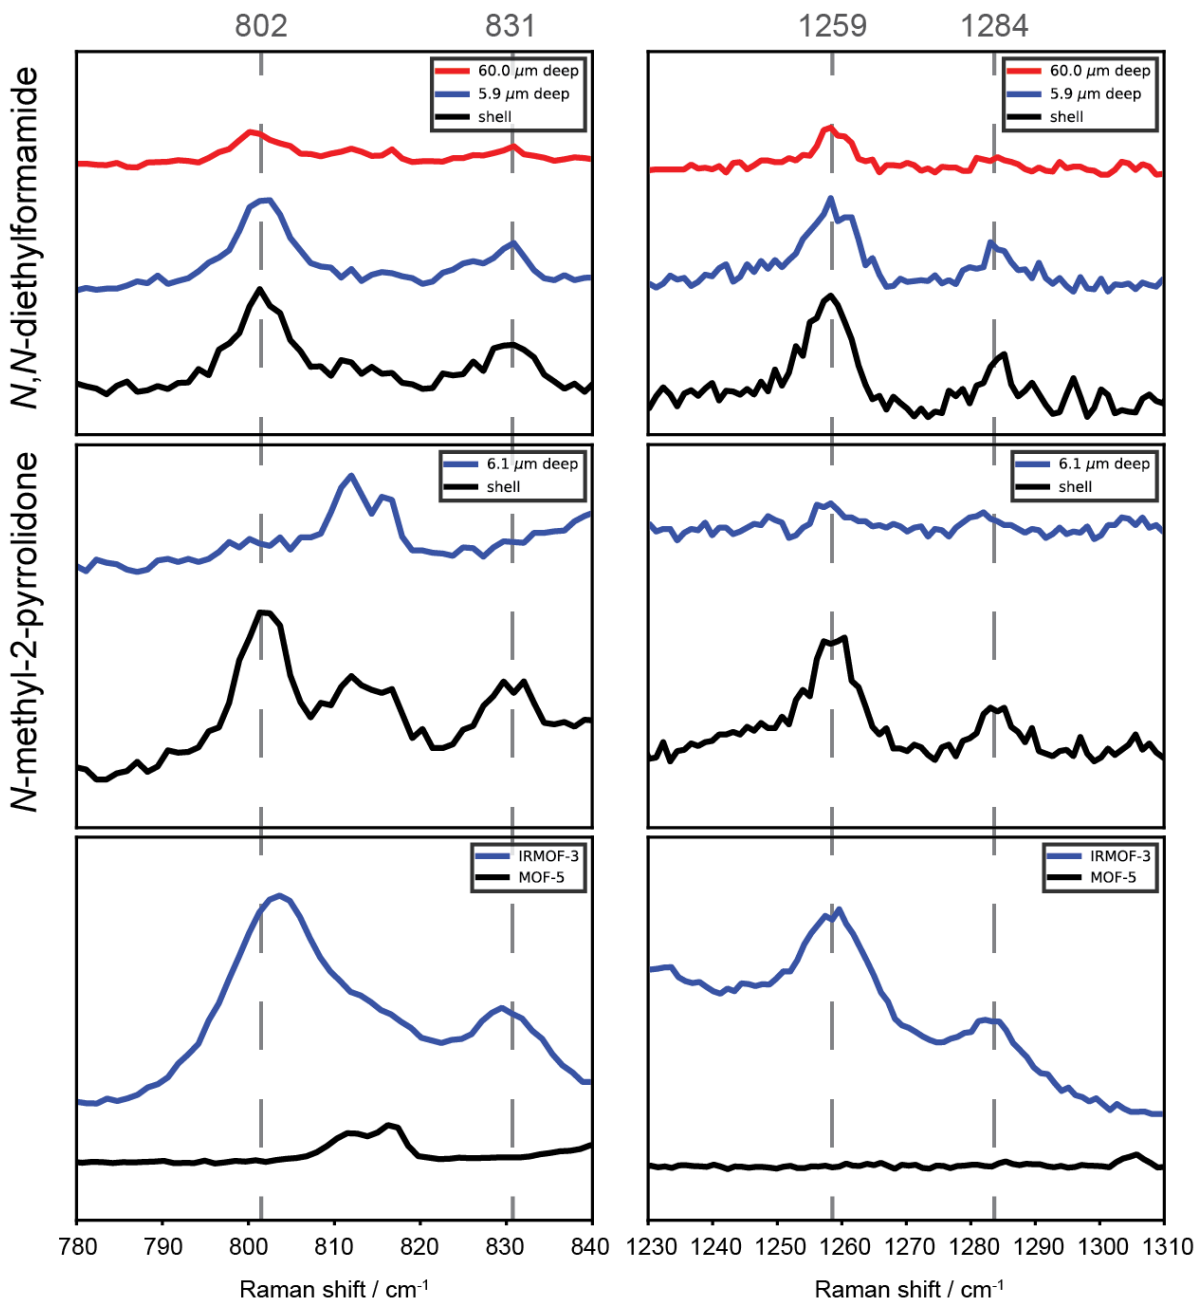 802 831 1259 1284
N,N-diethylformamide
60.0 μm deep
5.9 μm deep
shell
60.0 μm deep
5.9 μm deep
shell
N-methyl-2-pyrrolidone
6.1 μm deep
shell
6.1 μm deep
shell
IRMOF-3
MOF-5
IRMOF-3
MOF-5
780 790 800 810 820 830 840
1230 1240 1250 1260 1270 1280 1290 1300 1310
Raman shift / cm⁻¹
Raman shift / cm⁻¹